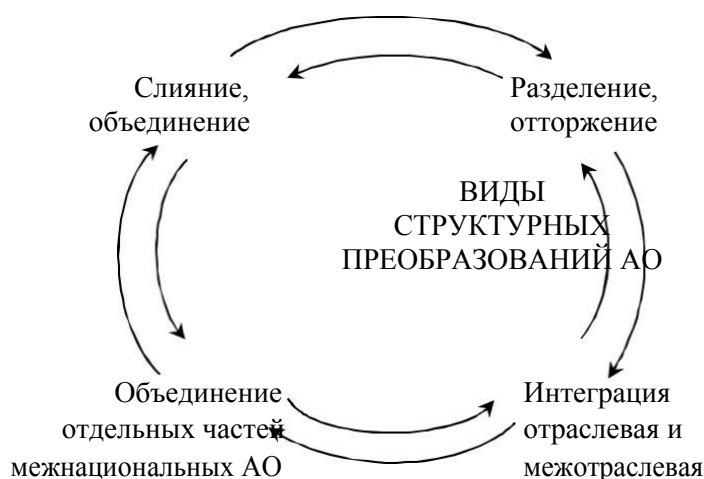 Слияние,
объединение
Разделение,
отторжение
ВИДЫ
СТРУКТУРНЫХ
ПРЕОБРАЗОВАНИЙ АО
Объединение
отдельных частей
межнациональных АО
Интеграция
отраслевая и
межотраслевая